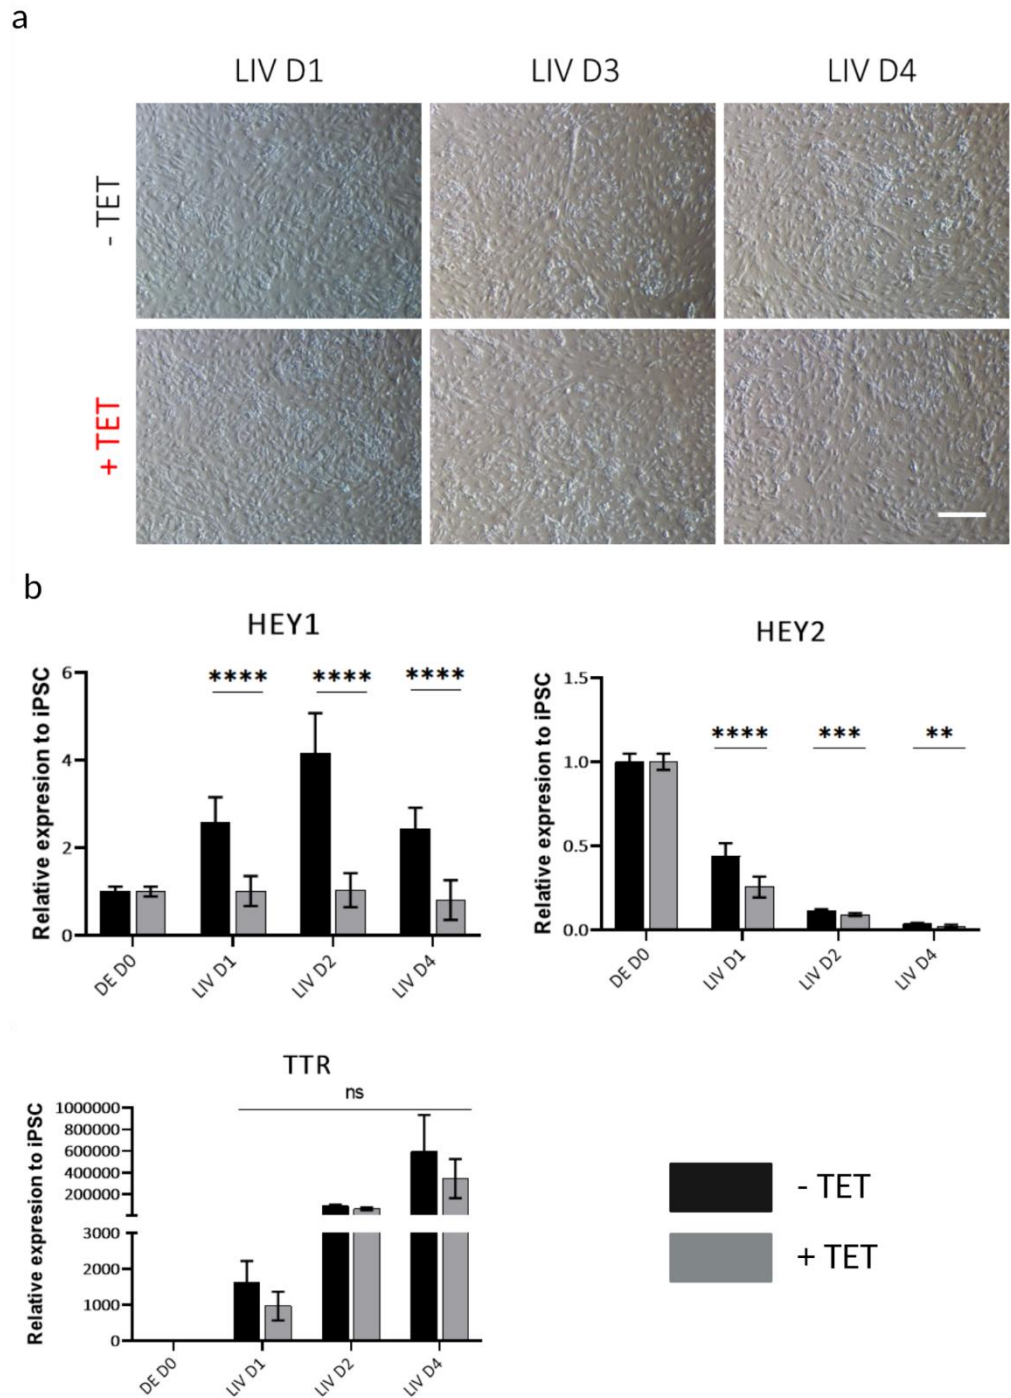 a
LIV D1 LIV D3 LIV D4
- TET
+ TET
b
HEY1
Relative expresion to iPSC
6
4
2
0
**** **** ****
DE D0 LIV D1 LIV D2 LIV D4
HEY2
Relative expresion to iPSC
1.5
1.0
0.5
0.0
**** *** **
DE D0 LIV D1 LIV D2 LIV D4
TTR
ns
Relative expresion to iPSC
1000000
800000
600000
400000
200000
3000
2000
1000
0
DE D0 LIV D1 LIV D2 LIV D4
- TET
+ TET